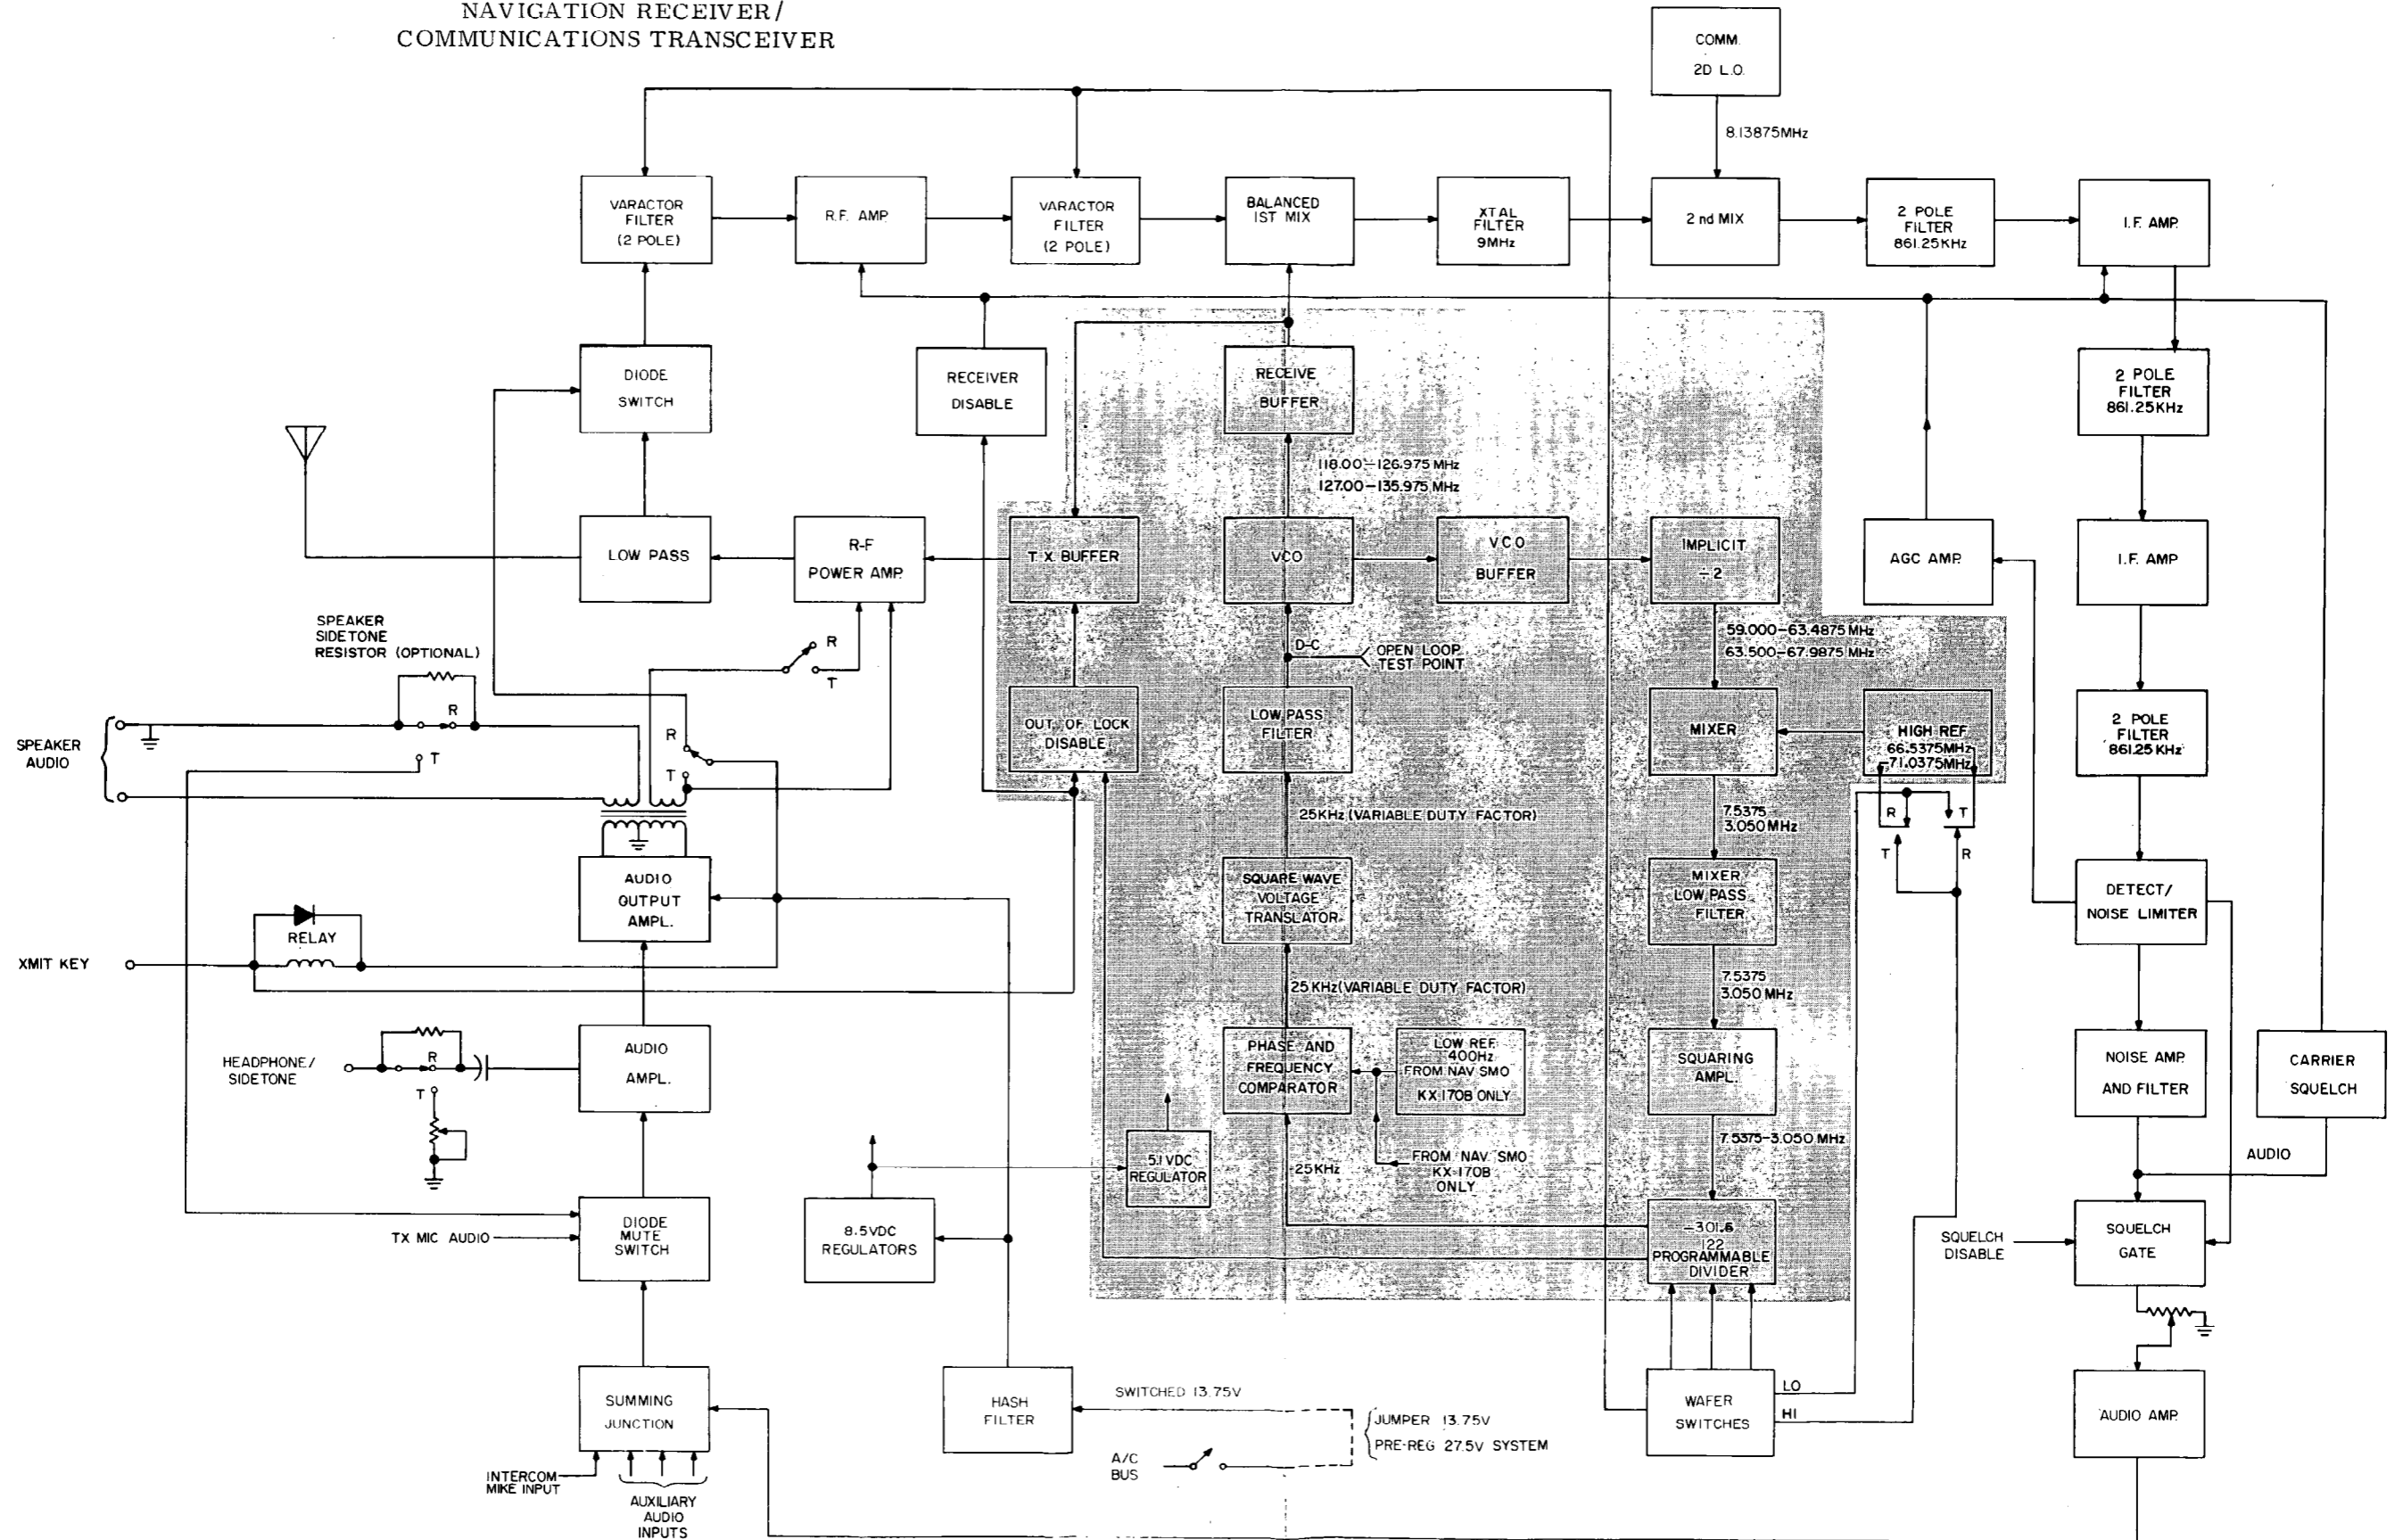 NAVIGATION RECEIVER/
COMMUNICATIONS TRANSCEIVER
COMM.
2D L.O.
8.13875MHz
VARACTOR
FILTER
(2 POLE)
R.F. AMP.
VARACTOR
FILTER
(2 POLE)
BALANCED
1ST MIX
XTAL
FILTER
9MHz
2nd MIX
2 POLE
FILTER
861.25KHz
I.F. AMP.
DIODE
SWITCH
RECEIVER
DISABLE
RECEIVE
BUFFER
2 POLE
FILTER
861.25KHz
118.00-126.975 MHz
127.00-135.975 MHz
LOW PASS
R-F
POWER AMP.
T.X. BUFFER
VCO
V.C.O
BUFFER
IMPLICIT
÷2
AGC AMP.
I.F. AMP
SPEAKER
SIDETONE
RESISTOR (OPTIONAL)
R
T
D-C
OPEN LOOP
TEST POINT
59.000-63.4875 MHz
63.500-67.9875 MHz
SPEAKER
AUDIO
R
T
R
T
OUT OF LOCK
DISABLE
LOW PASS
FILTER
MIXER
HIGH REF
66.5375MHz
-71.0375MHz
2 POLE
FILTER
861.25 KHz
25KHz (VARIABLE DUTY FACTOR)
7.5375
3.050 MHz
R
T
T
R
AUDIO
OUTPUT
AMPL.
SQUARE WAVE
VOLTAGE
TRANSLATOR
MIXER
LOW PASS
FILTER
DETECT/
NOISE LIMITER
RELAY
XMIT KEY
25 KHz (VARIABLE DUTY FACTOR)
7.5375
3.050 MHz
HEADPHONE/
SIDETONE
R
T
AUDIO
AMPL.
PHASE AND
FREQUENCY
COMPARATOR
LOW REF
400Hz
FROM NAV SMO
KX 170B ONLY
SQUARING
AMPL.
NOISE AMP.
AND FILTER
CARRIER
SQUELCH
5.1 VDC
REGULATOR
25KHz
FROM NAV. SMO
KX-170B
ONLY
7.5375-3.050 MHz
AUDIO
TX MIC AUDIO
DIODE
MUTE
SWITCH
8.5VDC
REGULATORS
-301.5
122
PROGRAMMABLE
DIVIDER
SQUELCH
DISABLE
SQUELCH
GATE
SUMMING
JUNCTION
HASH
FILTER
SWITCHED 13.75V
JUMPER 13.75V
PRE-REG 27.5V SYSTEM
A/C
BUS
WAFER
SWITCHES
LO
HI
AUDIO AMP.
INTERCOM
MIKE INPUT
AUXILIARY
AUDIO
INPUTS